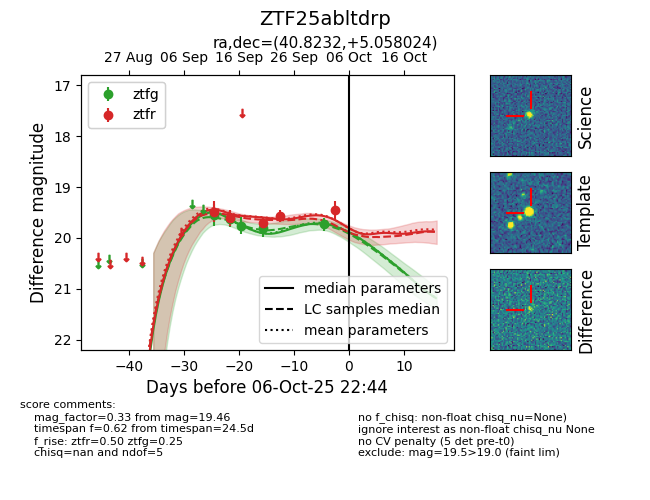 ZTF25abltdrp
ra,dec=(40.8232,+5.058024)
27 Aug 06 Sep 16 Sep 26 Sep 06 Oct 16 Oct
17
18
19
20
21
22
Difference magnitude
ztfg
ztfr
median parameters
LC samples median
mean parameters
−40 −30 −20 −10 0 10
Days before 06-Oct-25 22:44
Science
Template
Difference
score comments:
mag_factor=0.33 from mag=19.46
timespan f=0.62 from timespan=24.5d
f_rise: ztfr=0.50 ztfg=0.25
chisq=nan and ndof=5
no f_chisq: non-float chisq_nu=None)
ignore interest as non-float chisq_nu None
no CV penalty (5 det pre-t0)
exclude: mag=19.5>19.0 (faint lim)